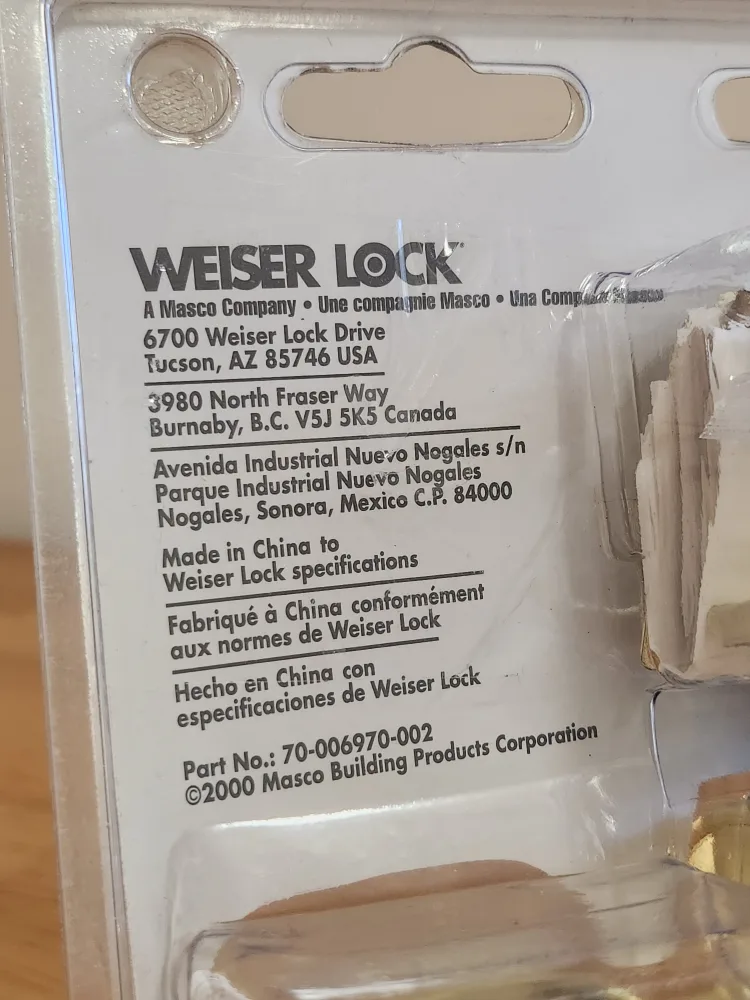 WEISER LOCK
A Masco Company • Une compagnie Masco • Una
6700 Weiser Lock Drive
Tucson, AZ 85746 USA
3980 North Fraser Way
Burnaby, B.C. V5J 5K5 Canada
Avenida Industrial Nuevo Nogales s/n
Parque Industrial Nuevo Nogales
Nogales, Sonora, Mexico C.P. 84000
Made in China to
Weiser Lock specifications
Fabriqué à China conformément
aux normes de Weiser Lock
Hecho en China con
especificaciones de Weiser Lock
Part No.: 70-006970-002
©2000 Masco Building Products Corporation